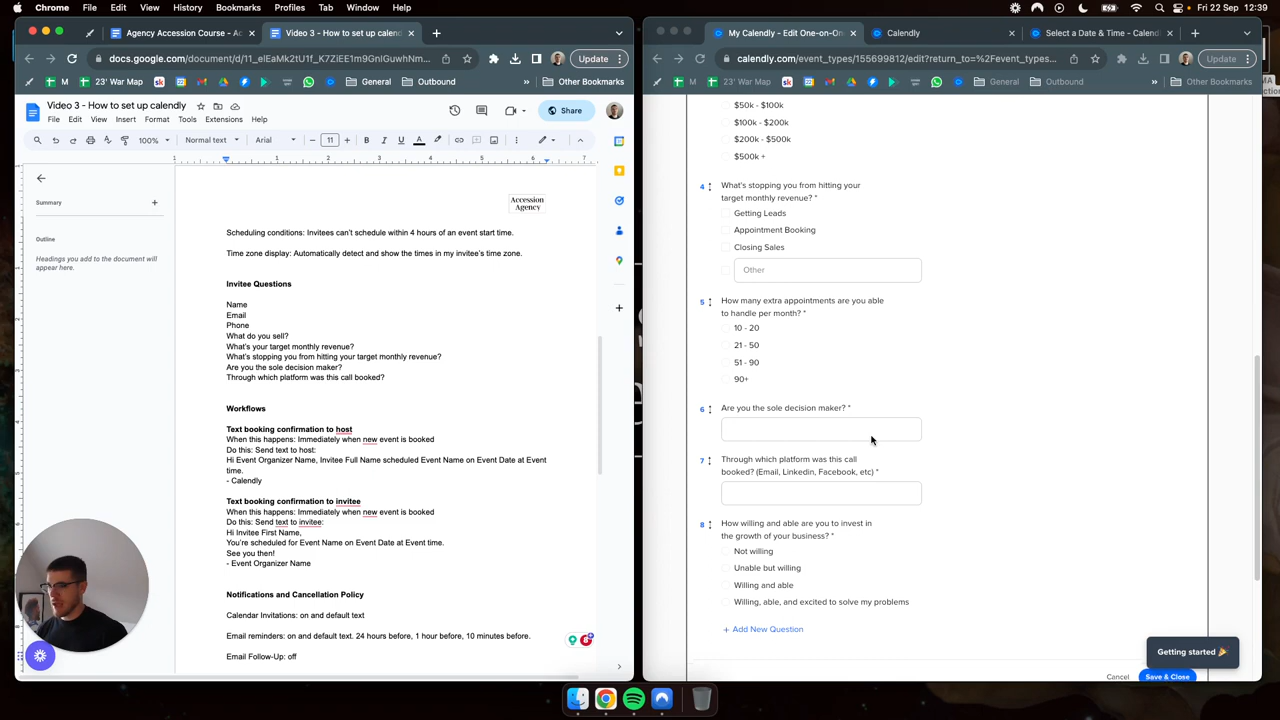 Chrome File Edit View History Bookmarks Profiles Tab Window Help
Fri 22 Sep 12:39
Agency Accession Course - Ac
Video 3 - How to set up calend
docs.google.com/document/d/11_elEaMk2tU1f_K7ZiEE1m9GnIGuwhNm...
Update
M 23' War Map sk General Outbound
Other Bookmarks
Video 3 - How to set up calendly
File Edit View Insert Format Tools Extensions Help
Share
100% Normal text Arial 11
1 1 2 3 4 5 6 7
Summary
Outline
Headings you add to the document will
appear here.
Accession
Agency
Scheduling conditions: Invitees can't schedule within 4 hours of an event start time.
Time zone display: Automatically detect and show the times in my invitee's time zone.
Invitee Questions
Name
Email
Phone
What do you sell?
What's your target monthly revenue?
What's stopping you from hitting your target monthly revenue?
Are you the sole decision maker?
Through which platform was this call booked?
Workflows
Text booking confirmation to host
When this happens: Immediately when new event is booked
Do this: Send text to host:
Hi Event Organizer Name, Invitee Full Name scheduled Event Name on Event Date at Event
time.
- Calendly
Text booking confirmation to invitee
When this happens: Immediately when new event is booked
Do this: Send text to invitee:
Hi Invitee First Name,
You're scheduled for Event Name on Event Date at Event time.
See you then!
- Event Organizer Name
Notifications and Cancellation Policy
Calendar Invitations: on and default text
Email reminders: on and default text. 24 hours before, 1 hour before, 10 minutes before.
Email Follow-Up: off
My Calendly - Edit One-on-On
Calendly
Select a Date & Time - Calend
calendly.com/event_types/155699812/edit?return_to=%2Fevent_types...
Update
M 23' War Map sk General Outbound
Other Bookmarks
$50k - $100k
$100k - $200k
$200k - $500k
$500k +
4 What's stopping you from hitting your
target monthly revenue? *
Getting Leads
Appointment Booking
Closing Sales
Other
5 How many extra appointments are you able
to handle per month? *
10 - 20
21 - 50
51 - 90
90+
6 Are you the sole decision maker? *
7 Through which platform was this call
booked? (Email, Linkedin, Facebook, etc) *
8 How willing and able are you to invest in
the growth of your business? *
Not willing
Unable but willing
Willing and able
Willing, able, and excited to solve my problems
+ Add New Question
Getting started
Cancel
Save & Close